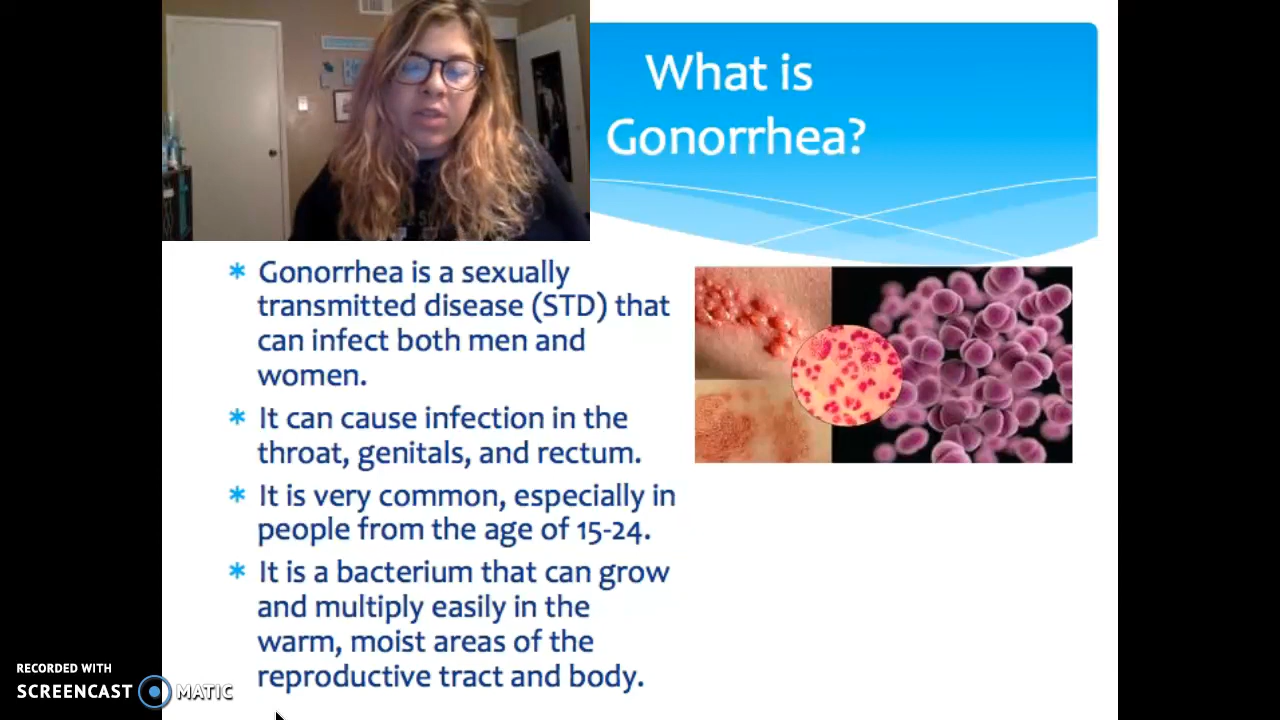 What is
Gonorrhea?
* Gonorrhea is a sexually
transmitted disease (STD) that
can infect both men and
women.
* It can cause infection in the
throat, genitals, and rectum.
* It is very common, especially in
people from the age of 15-24.
* It is a bacterium that can grow
and multiply easily in the
warm, moist areas of the
reproductive tract and body.
RECORDED WITH
SCREENCAST MATIC